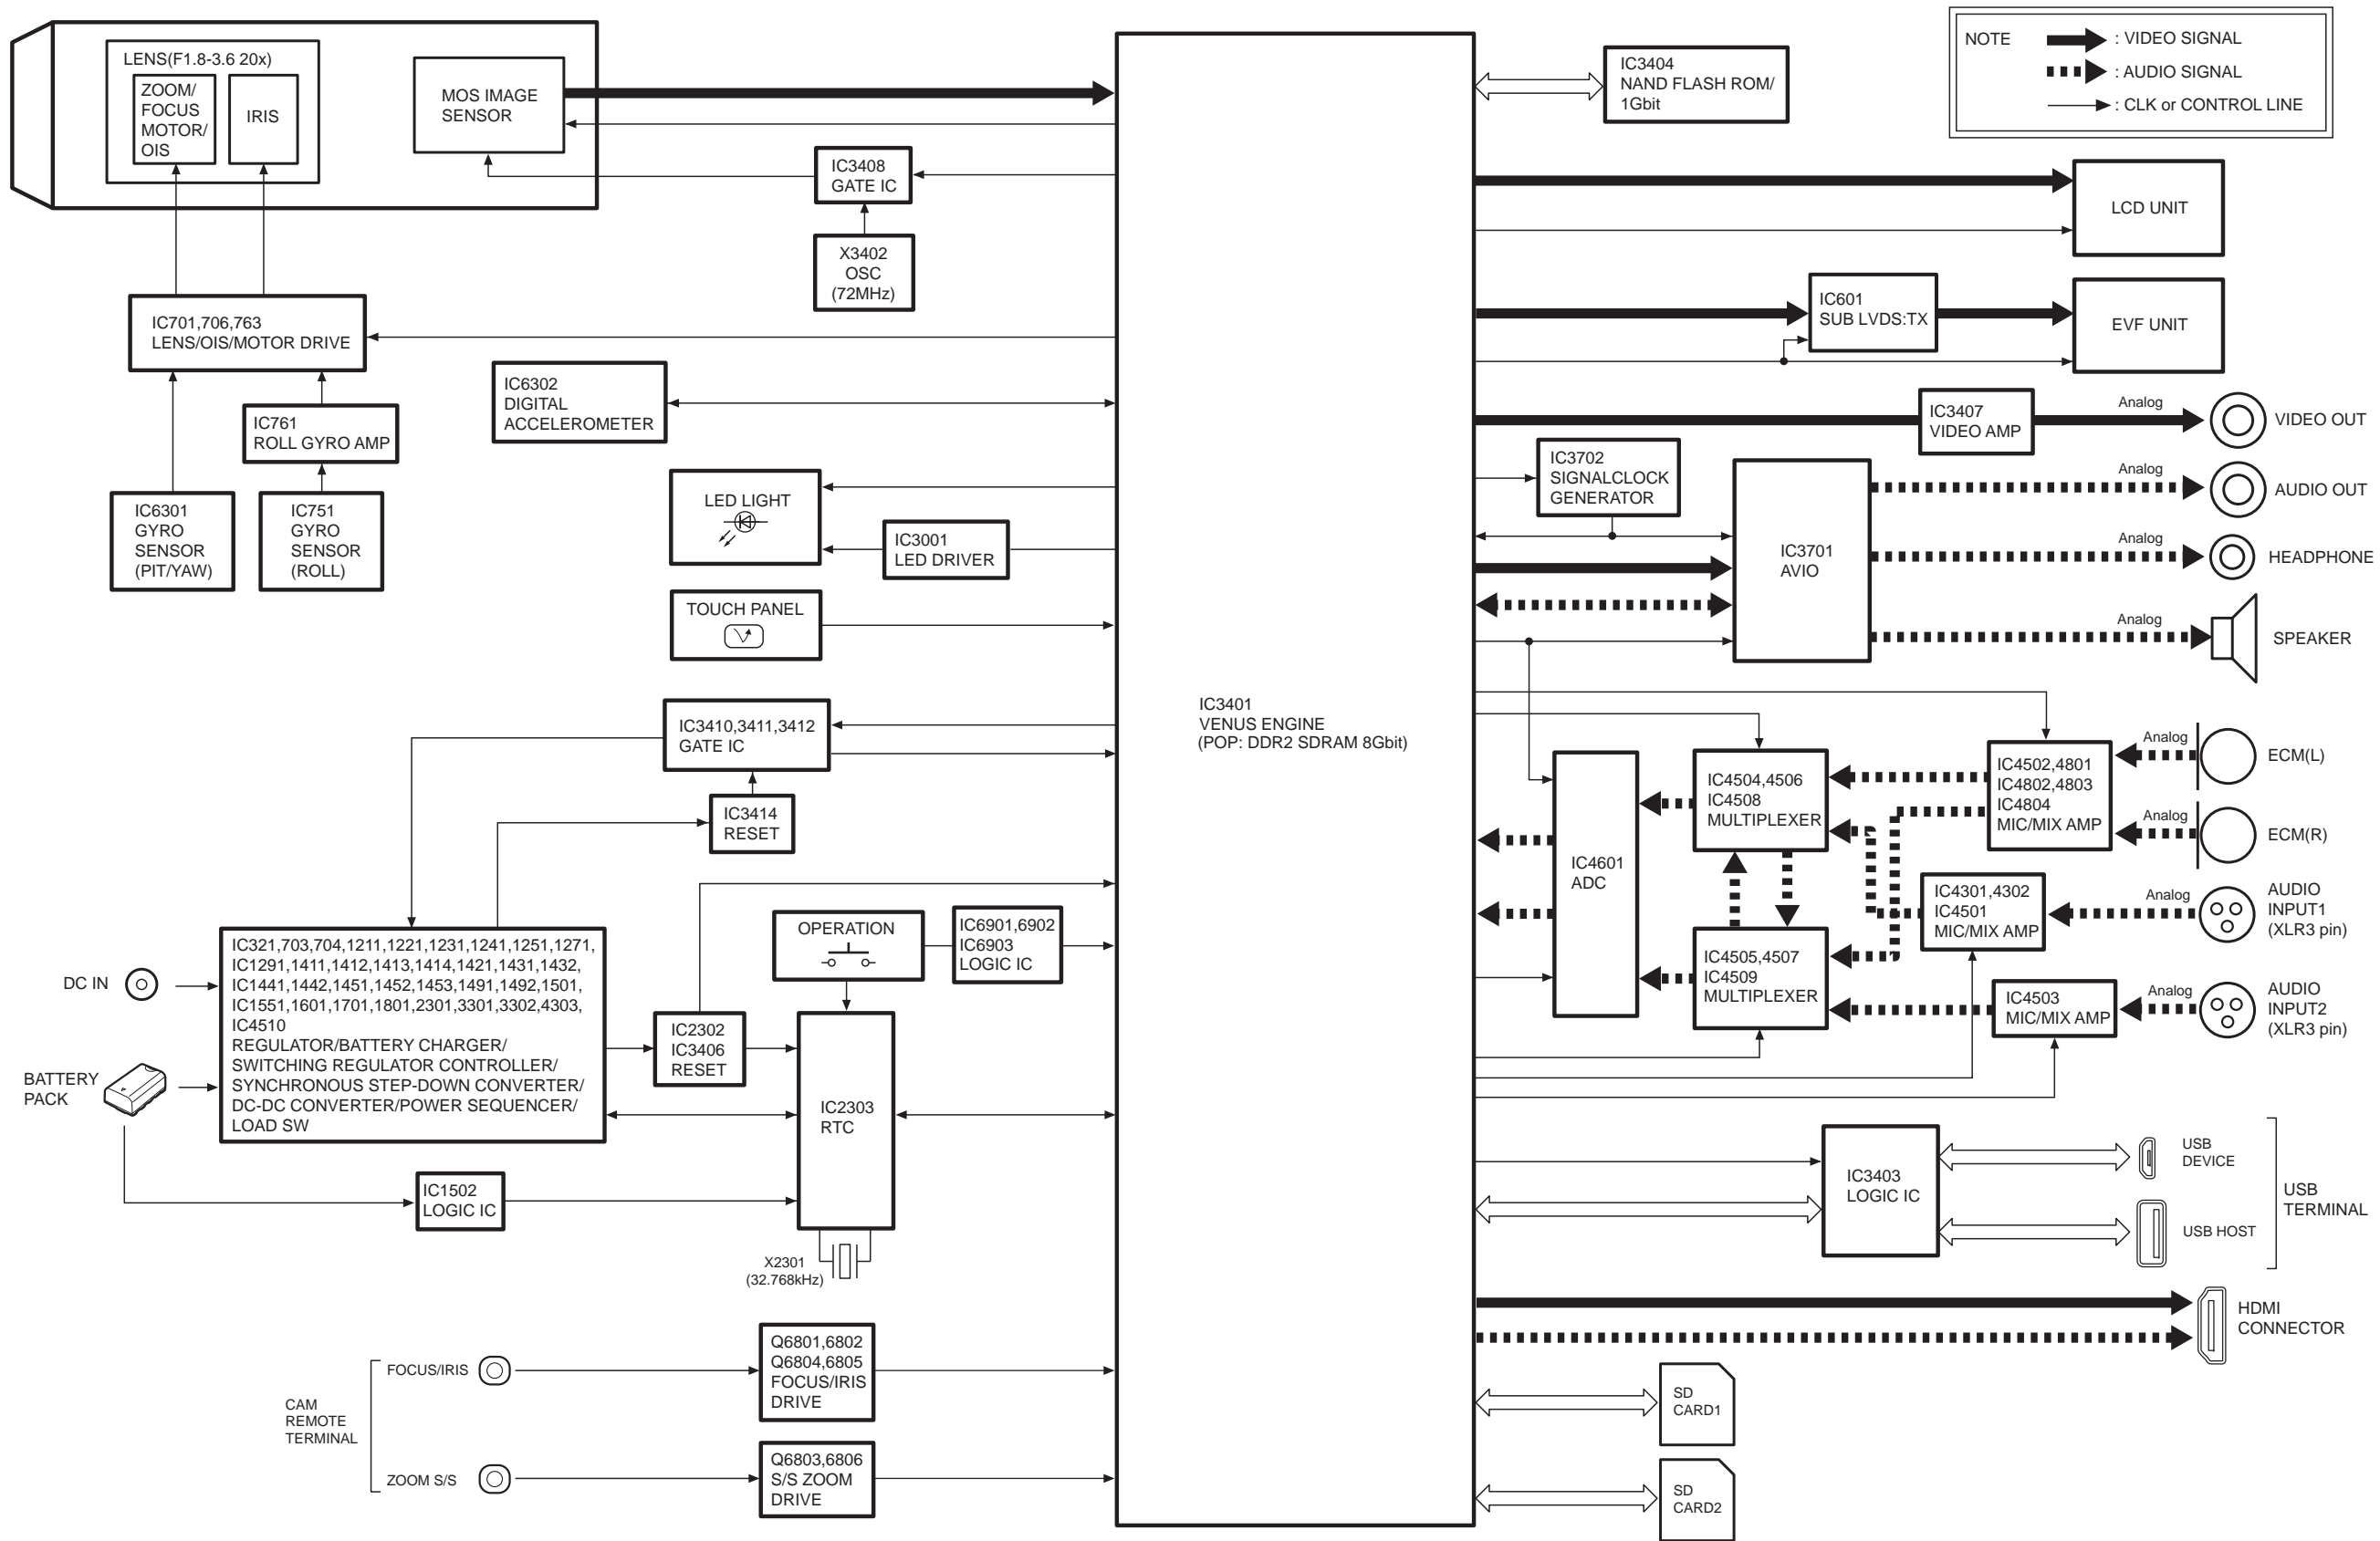 LENS(F1.8-3.6 20x)
ZOOM/
FOCUS
MOTOR/
OIS
IRIS
MOS IMAGE
SENSOR
IC3408
GATE IC
X3402
OSC
(72MHz)
IC701,706,763
LENS/OIS/MOTOR DRIVE
IC761
ROLL GYRO AMP
IC6301
GYRO
SENSOR
(PIT/YAW)
IC751
GYRO
SENSOR
(ROLL)
IC6302
DIGITAL
ACCELEROMETER
LED LIGHT
IC3001
LED DRIVER
TOUCH PANEL
IC3410,3411,3412
GATE IC
IC3414
RESET
OPERATION
IC6901,6902
IC6903
LOGIC IC
DC IN
BATTERY
PACK
IC321,703,704,1211,1221,1231,1241,1251,1271,
IC1291,1411,1412,1413,1414,1421,1431,1432,
IC1441,1442,1451,1452,1453,1491,1492,1501,
IC1551,1601,1701,1801,2301,3301,3302,4303,
IC4510
REGULATOR/BATTERY CHARGER/
SWITCHING REGULATOR CONTROLLER/
SYNCHRONOUS STEP-DOWN CONVERTER/
DC-DC CONVERTER/POWER SEQUENCER/
LOAD SW
IC2302
IC3406
RESET
IC2303
RTC
IC1502
LOGIC IC
X2301
(32.768kHz)
CAM
REMOTE
TERMINAL
FOCUS/IRIS
ZOOM S/S
Q6801,6802
Q6804,6805
FOCUS/IRIS
DRIVE
Q6803,6806
S/S ZOOM
DRIVE
IC3401
VENUS ENGINE
(POP: DDR2 SDRAM 8Gbit)
IC3404
NAND FLASH ROM/
1Gbit
NOTE
: VIDEO SIGNAL
: AUDIO SIGNAL
: CLK or CONTROL LINE
LCD UNIT
IC601
SUB LVDS:TX
EVF UNIT
IC3407
VIDEO AMP
Analog
VIDEO OUT
IC3702
SIGNALCLOCK
GENERATOR
IC3701
AVIO
Analog
AUDIO OUT
Analog
HEADPHONE
Analog
SPEAKER
IC4601
ADC
IC4504,4506
IC4508
MULTIPLEXER
IC4505,4507
IC4509
MULTIPLEXER
IC4502,4801
IC4802,4803
IC4804
MIC/MIX AMP
Analog
ECM(L)
Analog
ECM(R)
IC4301,4302
IC4501
MIC/MIX AMP
Analog
AUDIO
INPUT1
(XLR3 pin)
IC4503
MIC/MIX AMP
Analog
AUDIO
INPUT2
(XLR3 pin)
IC3403
LOGIC IC
USB
DEVICE
USB HOST
USB
TERMINAL
HDMI
CONNECTOR
SD
CARD1
SD
CARD2